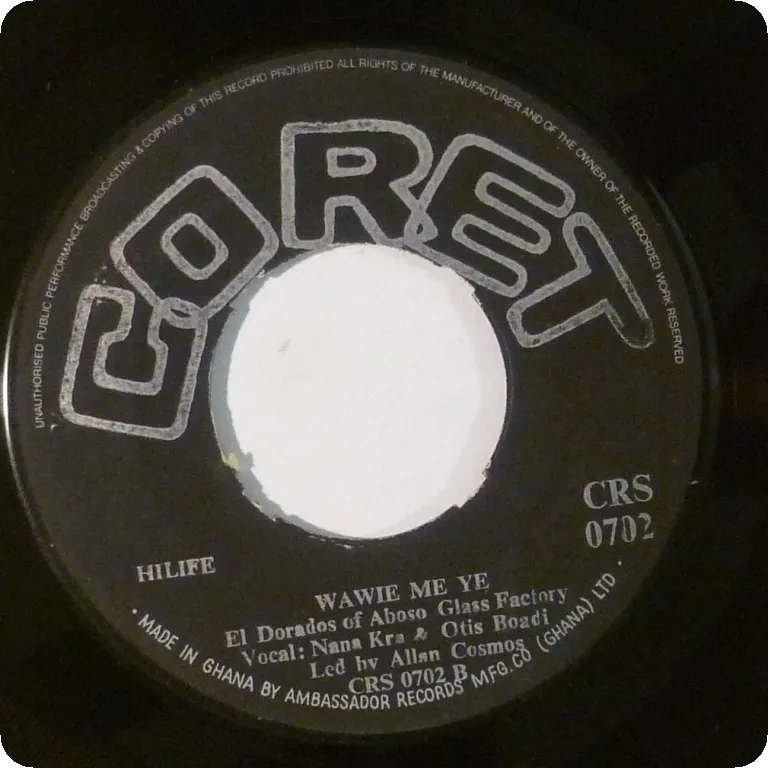 UNAUTHORISED PUBLIC PERFORMANCE BROADCASTING & COPYING OF THIS RECORD PROHIBITED ALL RIGHTS OF THE MANUFACTURER AND OF THE OWNER OF THE RECORDED WORK RESERVED
CORET
CRS
0702
HILIFE
WAWIE ME YE
El Dorados of Aboso Glass Factory
Vocal: Nana Kra & Otis Boadi
Led by Allan Cosmos
CRS 0702 B
· MADE IN GHANA BY AMBASSADOR RECORDS MFG. CO (GHANA) LTD ·